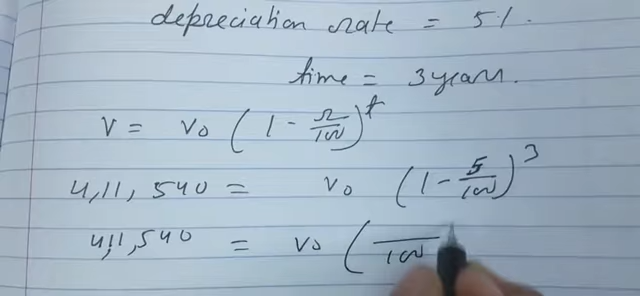 depreciation rate = 5%.
time = 3 years.
V = V₀ (1 - r/100)^t
4,11,540 = V₀ (1 - 5/100)^3
4,11,540 = V₀ ( /100